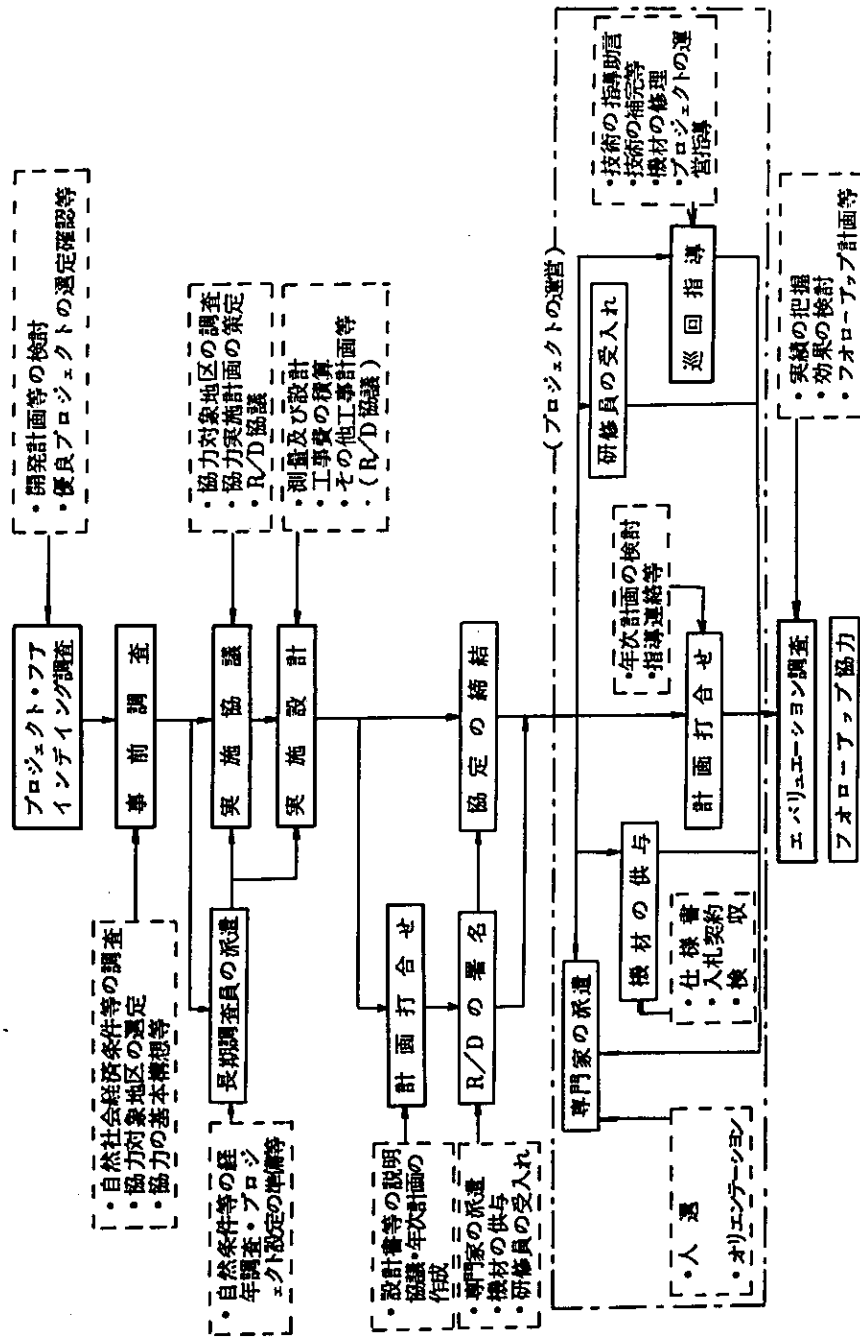 ・開発計画等の検討
・優良プロジェクトの選定確認等
プロジェクト・ファ
インディング調査
・自然社会経済条件等の調査
・協力対象地区の選定
・協力の基本構想等
事前調査
・自然条件等の経
年調査・プロジ
ェクト設定の準備等
長期調査員の派遣
実施協議
・協力対象地区の調査
・協力実施計画の策定
・R/D協議
実施設計
・測量及び設計
・工事費の積算
・その他工事計画等
・(R/D協議)
・設計書等の説明
協議・年次計画の
作成
計画打合せ
・専門家の派遣
・機材の供与
・研修員の受入れ
R/Dの署名
協定の締結
(プロジェクトの運営)
・人選
・オリエンテーション
専門家の派遣
・仕様書
・入札契約
・検収
機材の供与
計画打合せ
・年次計画の検討
・指導連絡等
研修員の受入れ
巡回指導
・技術の指導助言
・技術の補完等
・機材の修理
・プロジェクトの運
営指導
エバリュエーション調査
・実績の把握
・効果の検討
・フォローアップ計画等
フォローアップ協力